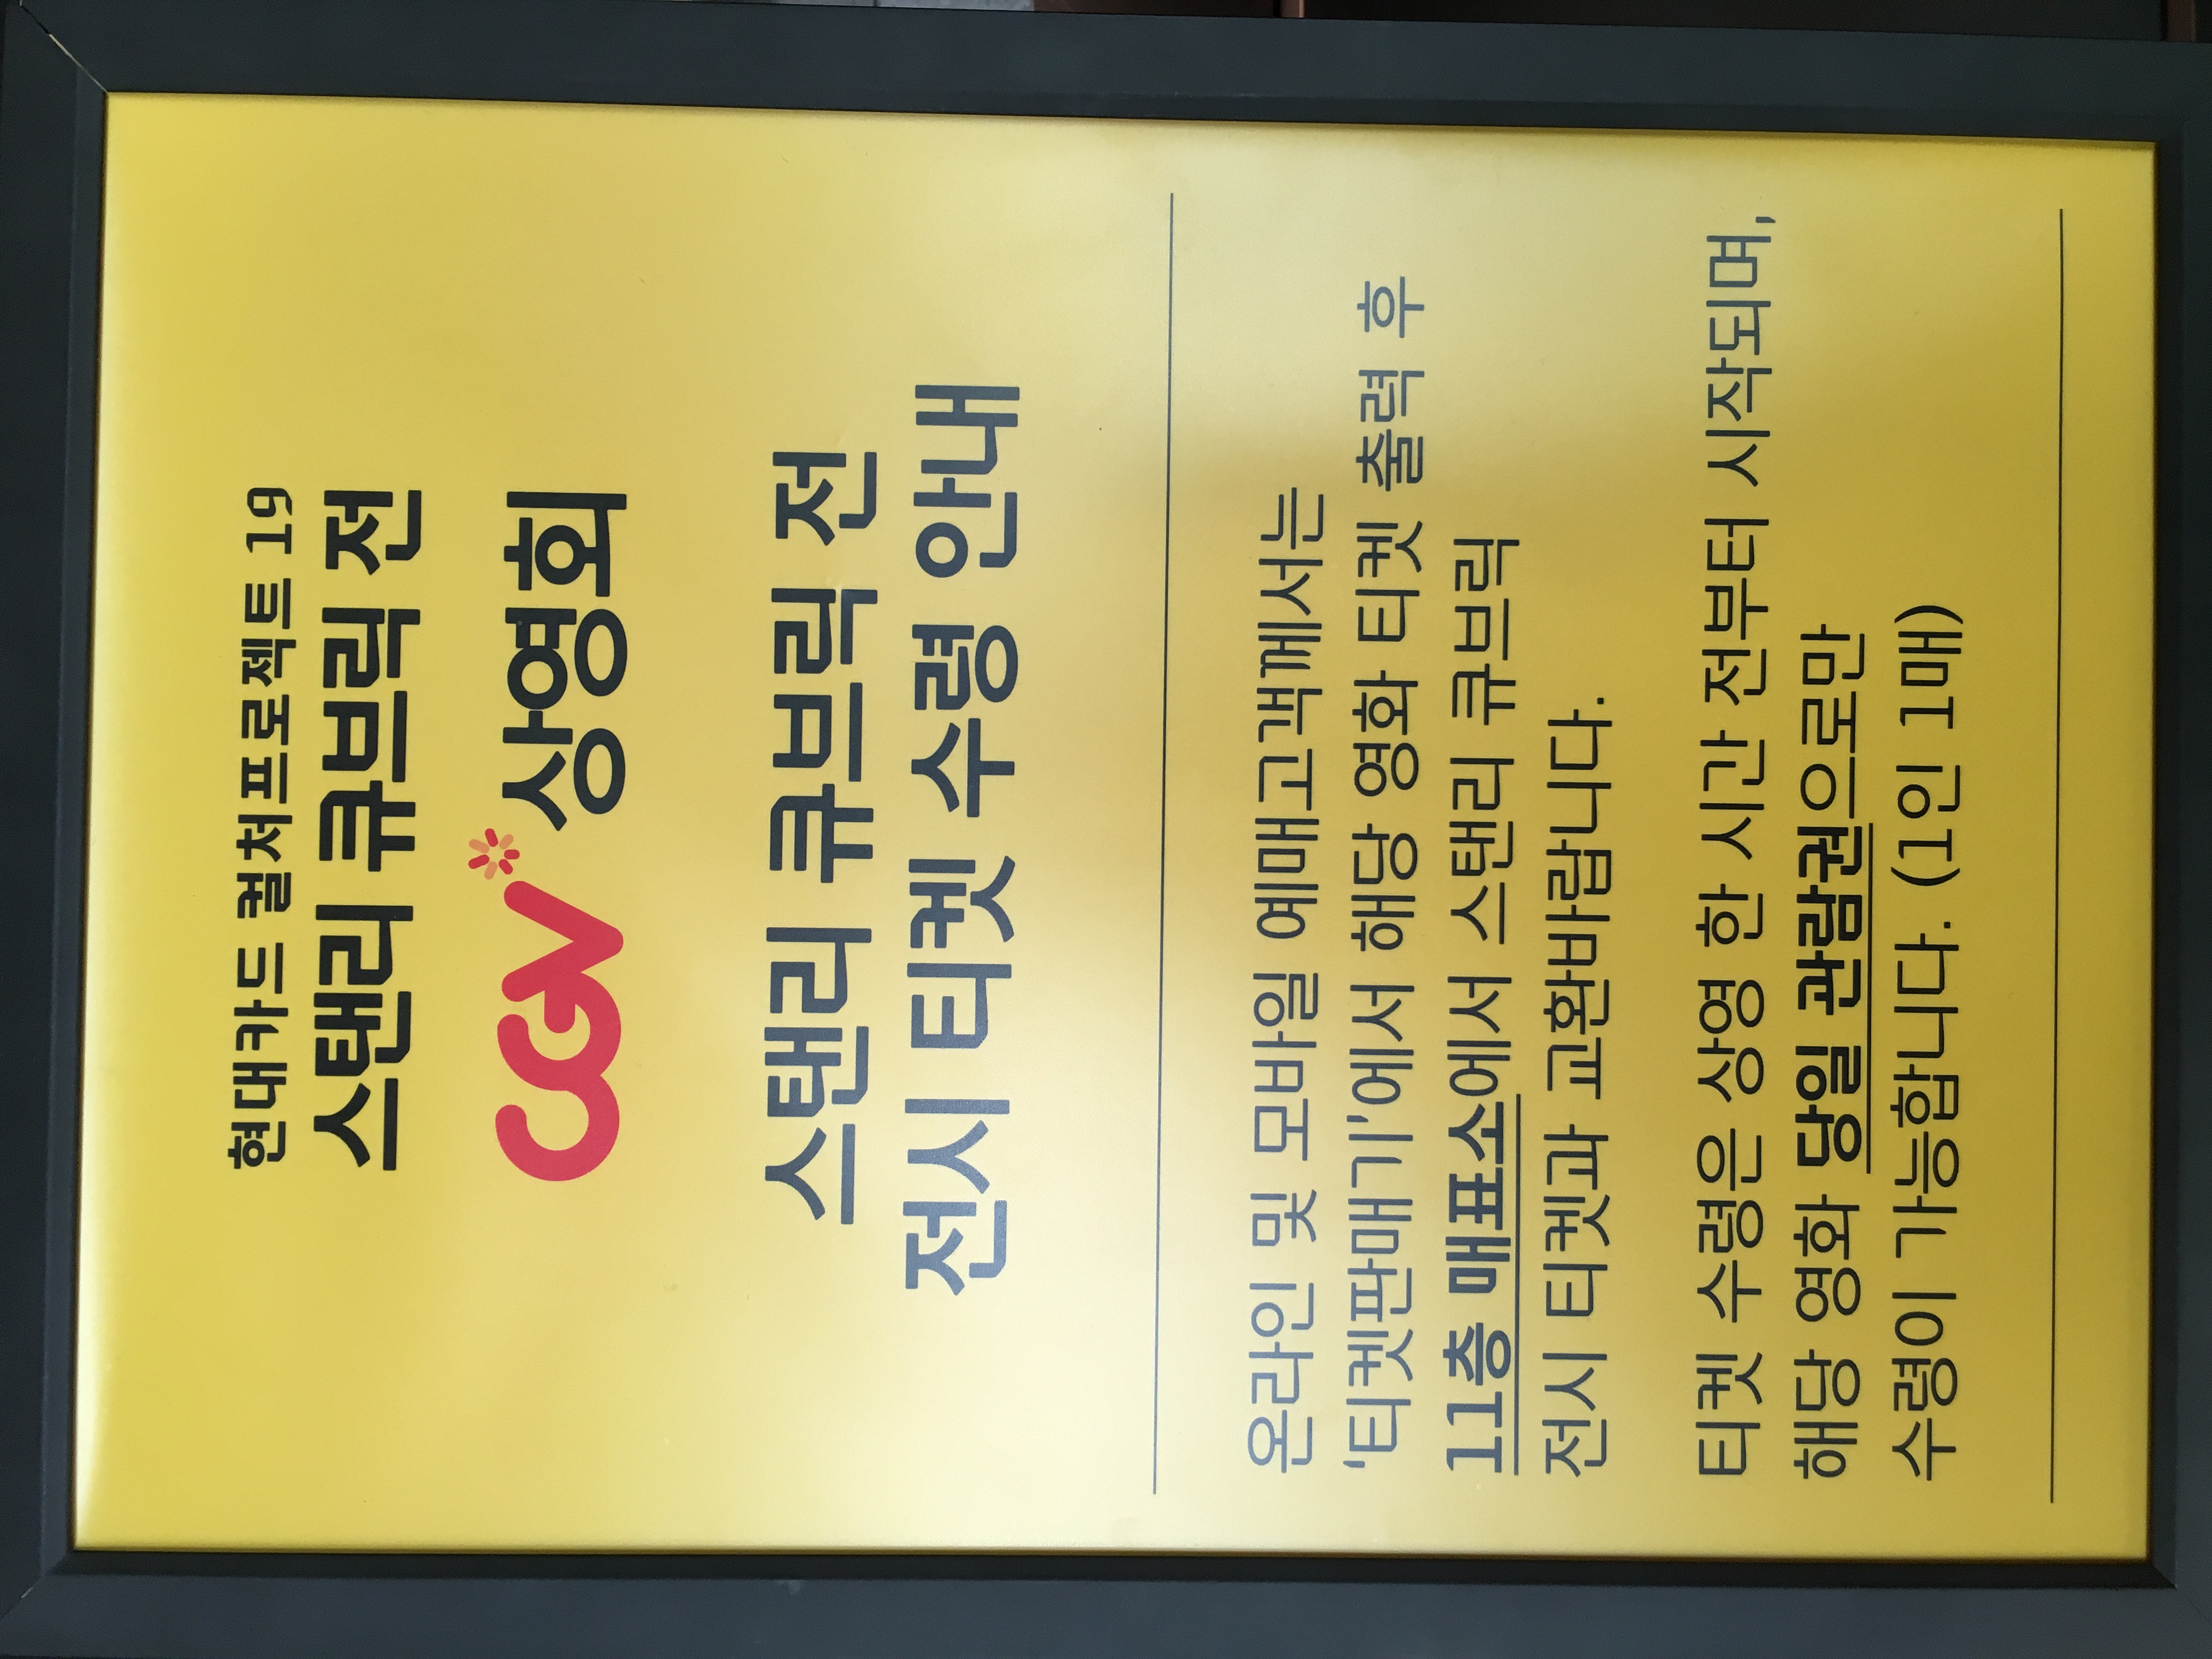 현대카드 컬처프로젝트 19
스탠리 큐브릭 전
CGV 상영회
스탠리 큐브릭 전
전시 티켓 수령 안내
온라인 및 모바일 예매고객께서는
'티켓판매기'에서 해당 영화 티켓 출력 후
11층 매표소에서 스탠리 큐브릭
전시 티켓과 교환바랍니다.
티켓 수령은 상영 한 시간 전부터 시작되며,
해당 영화 당일 관람권으로만
수령이 가능합니다. (1인 1매)